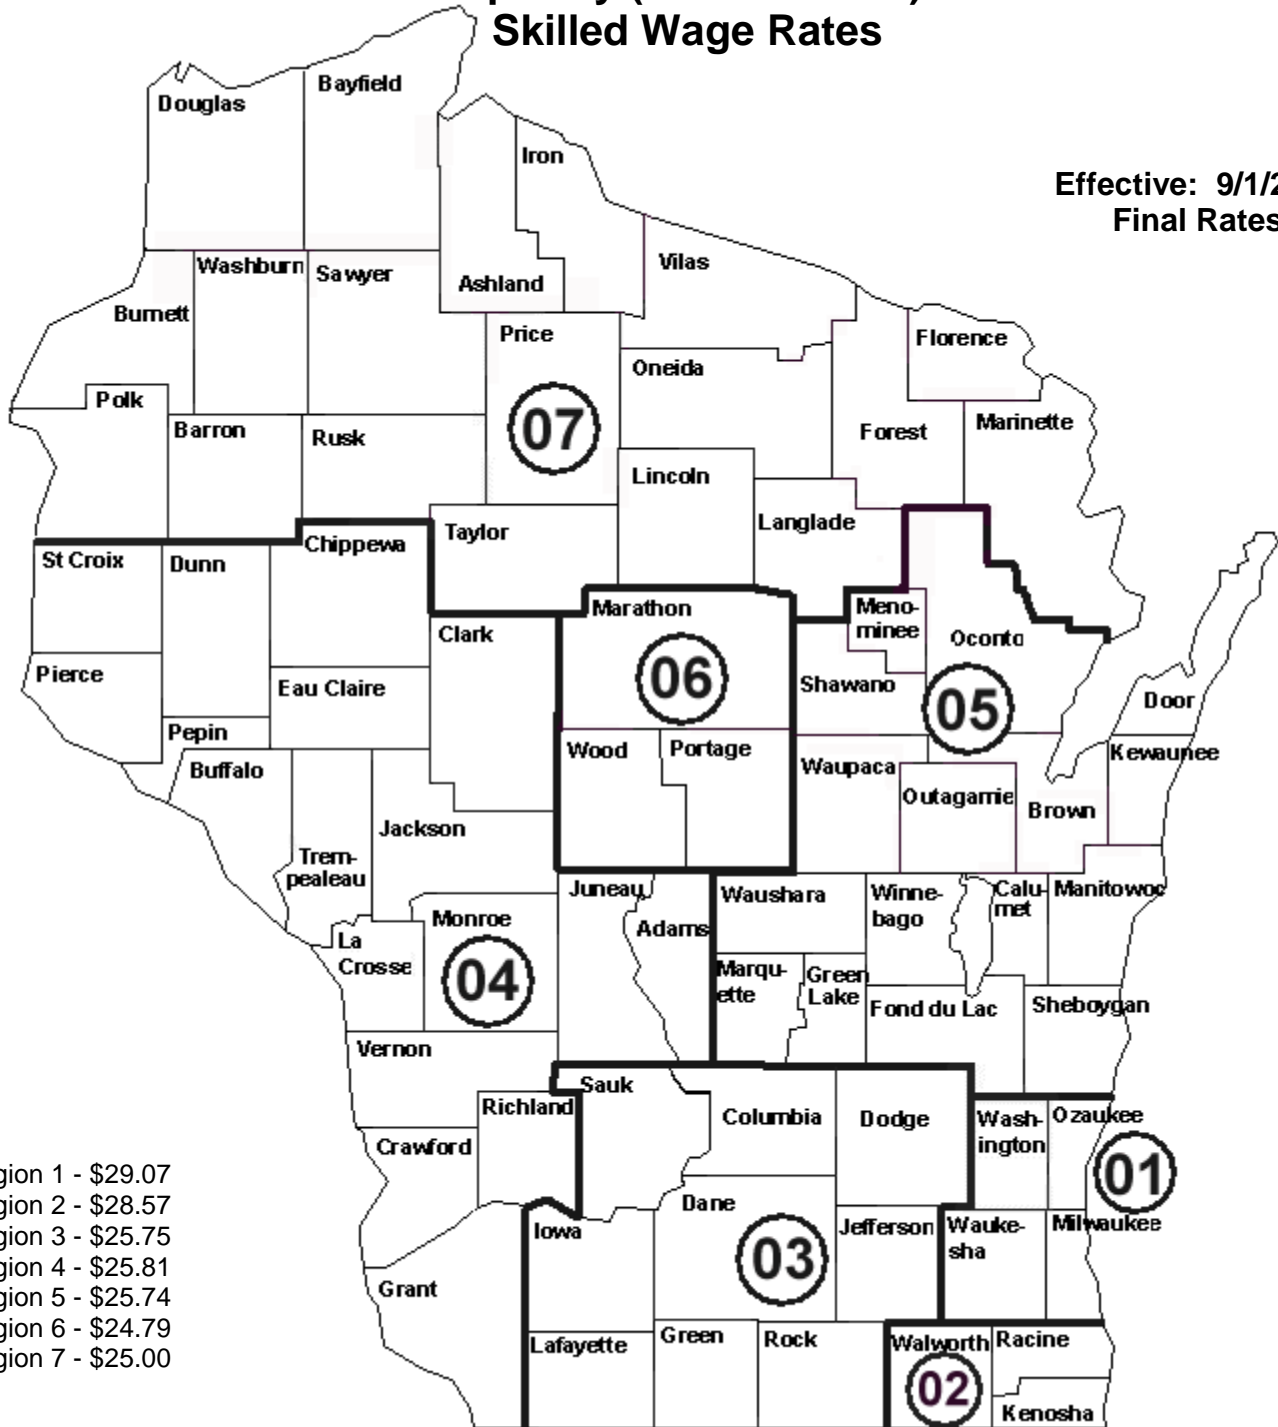 Skilled Wage Rates
Effective: 9/1/2
Final Rates
Douglas
Bayfield
Iron
Ashland
Vilas
Washburn
Sawyer
Burnett
Price
Florence
Oneida
Polk
Barron
Rusk
07
Forest
Marinette
Lincoln
Langlade
Taylor
Chippewa
St Croix
Dunn
Marathon
Meno-
minee
Clark
Oconto
06
Pierce
Eau Claire
Shawano
05
Door
Pepin
Buffalo
Wood
Portage
Waupaca
Kewaunee
Outagamie
Brown
Jackson
Trem-
pealeau
Juneau
Adams
Waushara
Winne-
bago
Calu-
met
Manitowoc
Monroe
La
Crosse
04
Marqu-
ette
Green
Lake
Fond du Lac
Sheboygan
Vernon
Sauk
Richland
Columbia
Dodge
Wash-
ington
Ozaukee
01
Crawford
Dane
Iowa
Jefferson
Wauke-
sha
Milwaukee
03
Grant
Lafayette
Green
Rock
Walworth
Racine
02
Kenosha
gion 1 - $29.07
gion 2 - $28.57
gion 3 - $25.75
gion 4 - $25.81
gion 5 - $25.74
gion 6 - $24.79
gion 7 - $25.00